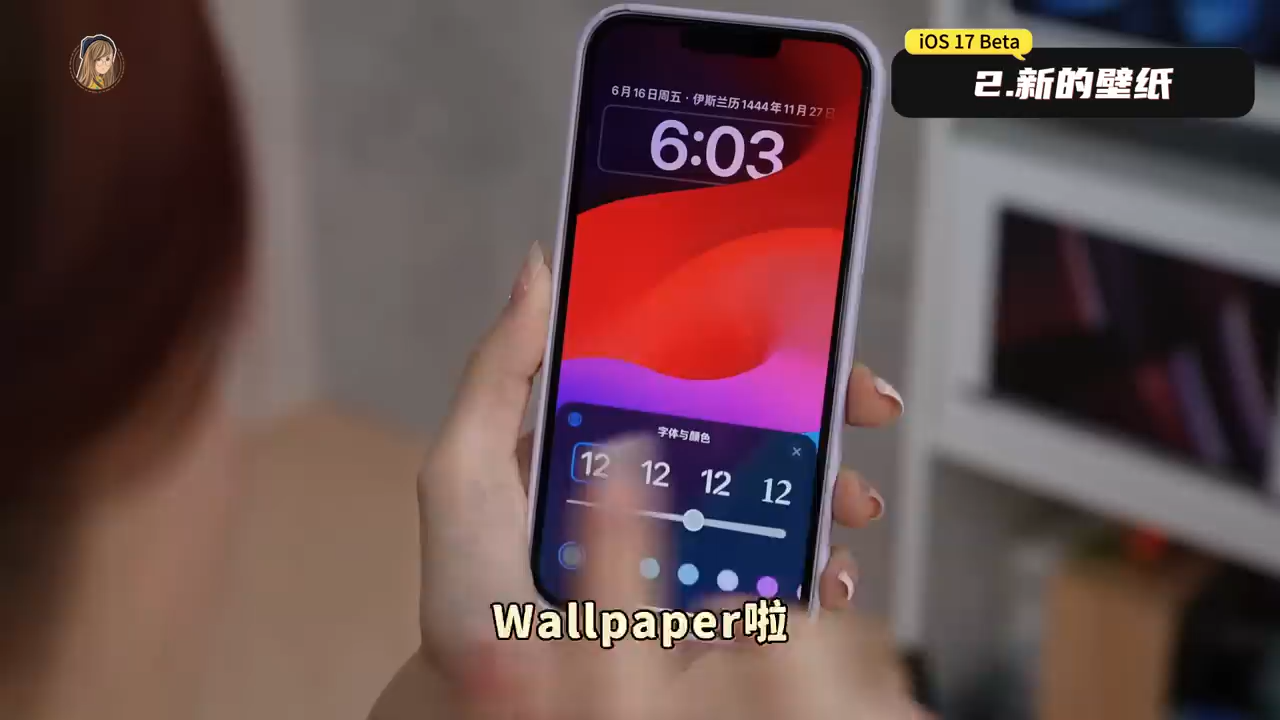 iOS 17 Beta
2.新的壁纸
6月16日周五·伊斯兰历1444年11月27日
6:03
字体与颜色
12 12 12 12
Wallpaper啦